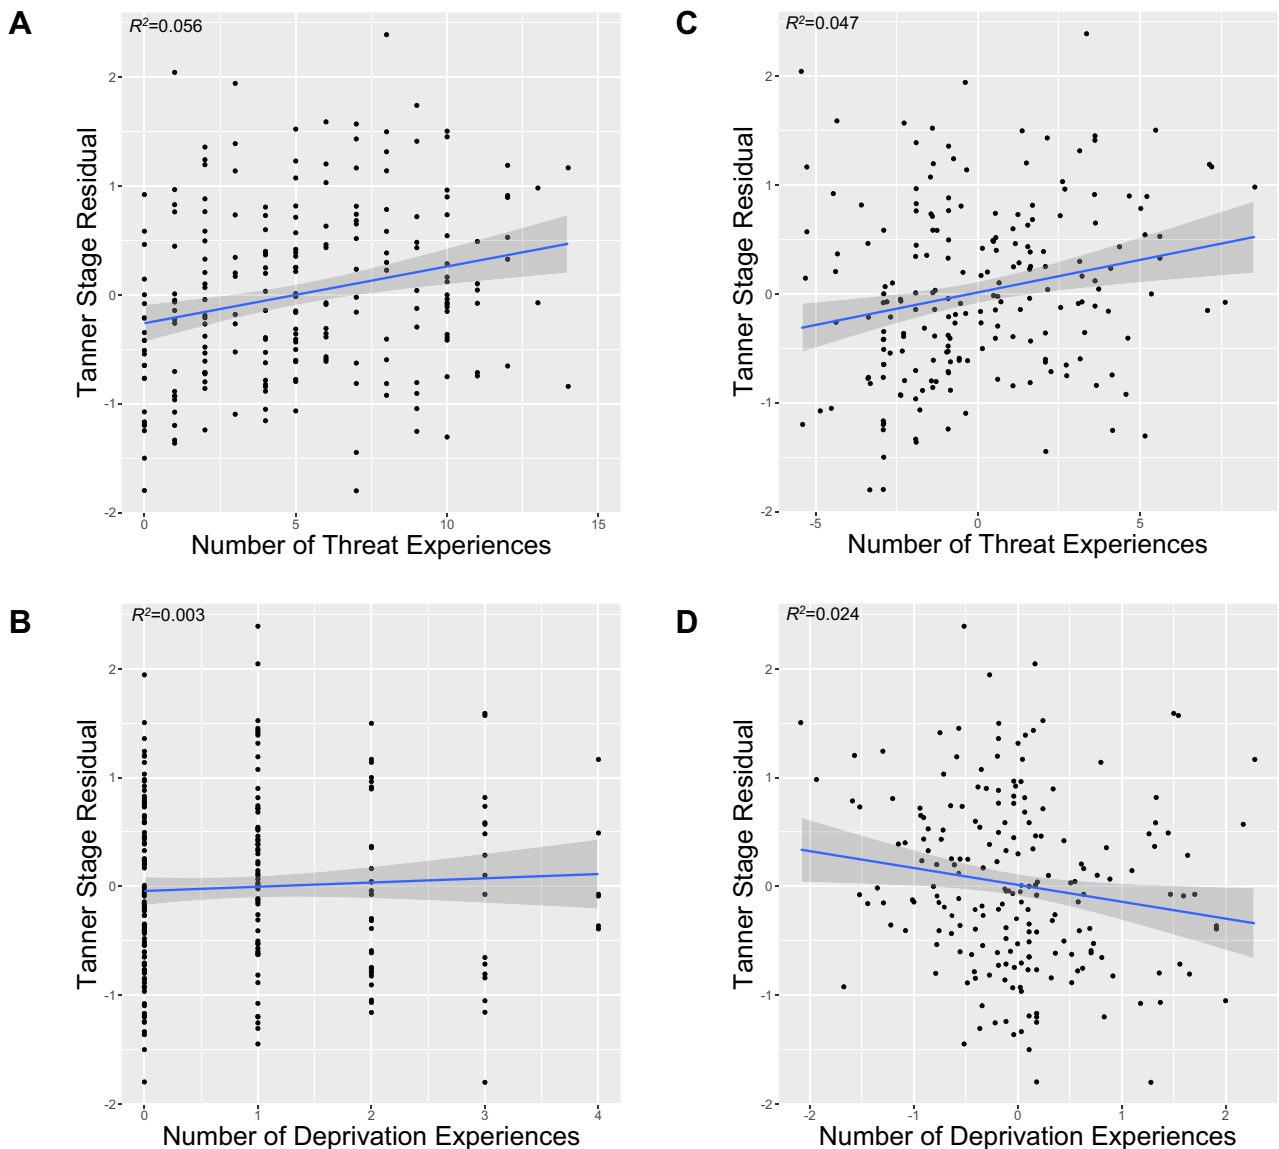 A
R²=0.056
Tanner Stage Residual
2
1
0
-1
-2
0 5 10 15
Number of Threat Experiences
C
R²=0.047
Tanner Stage Residual
2
1
0
-1
-2
-5 0 5
Number of Threat Experiences
B
R²=0.003
Tanner Stage Residual
2
1
0
-1
-2
0 1 2 3 4
Number of Deprivation Experiences
D
R²=0.024
Tanner Stage Residual
2
1
0
-1
-2
-2 -1 0 1 2
Number of Deprivation Experiences